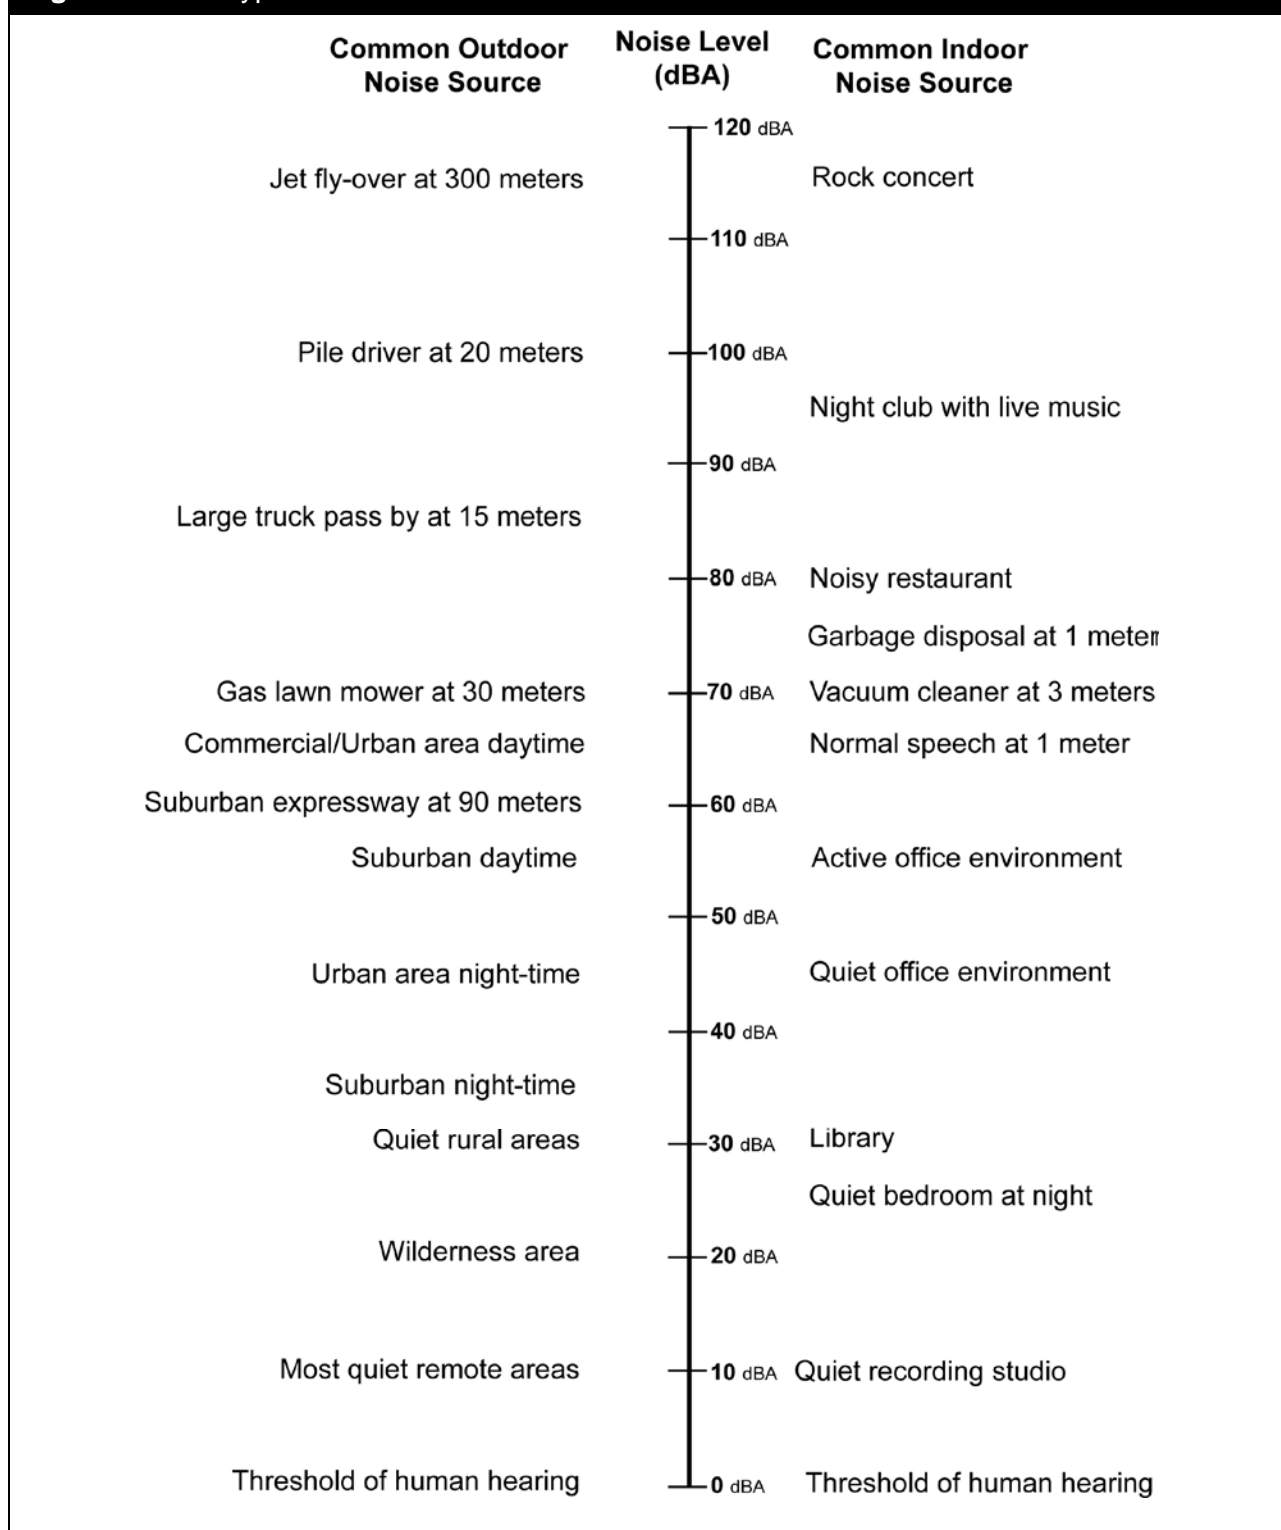 Common Outdoor
Noise Source
Noise Level
(dBA)
Common Indoor
Noise Source
120 dBA
Jet fly-over at 300 meters
Rock concert
110 dBA
Pile driver at 20 meters
100 dBA
Night club with live music
90 dBA
Large truck pass by at 15 meters
80 dBA
Noisy restaurant
Garbage disposal at 1 meter
Gas lawn mower at 30 meters
70 dBA
Vacuum cleaner at 3 meters
Commercial/Urban area daytime
Normal speech at 1 meter
Suburban expressway at 90 meters
60 dBA
Suburban daytime
Active office environment
50 dBA
Urban area night-time
Quiet office environment
40 dBA
Suburban night-time
Quiet rural areas
30 dBA
Library
Quiet bedroom at night
Wilderness area
20 dBA
Most quiet remote areas
10 dBA
Quiet recording studio
Threshold of human hearing
0 dBA
Threshold of human hearing